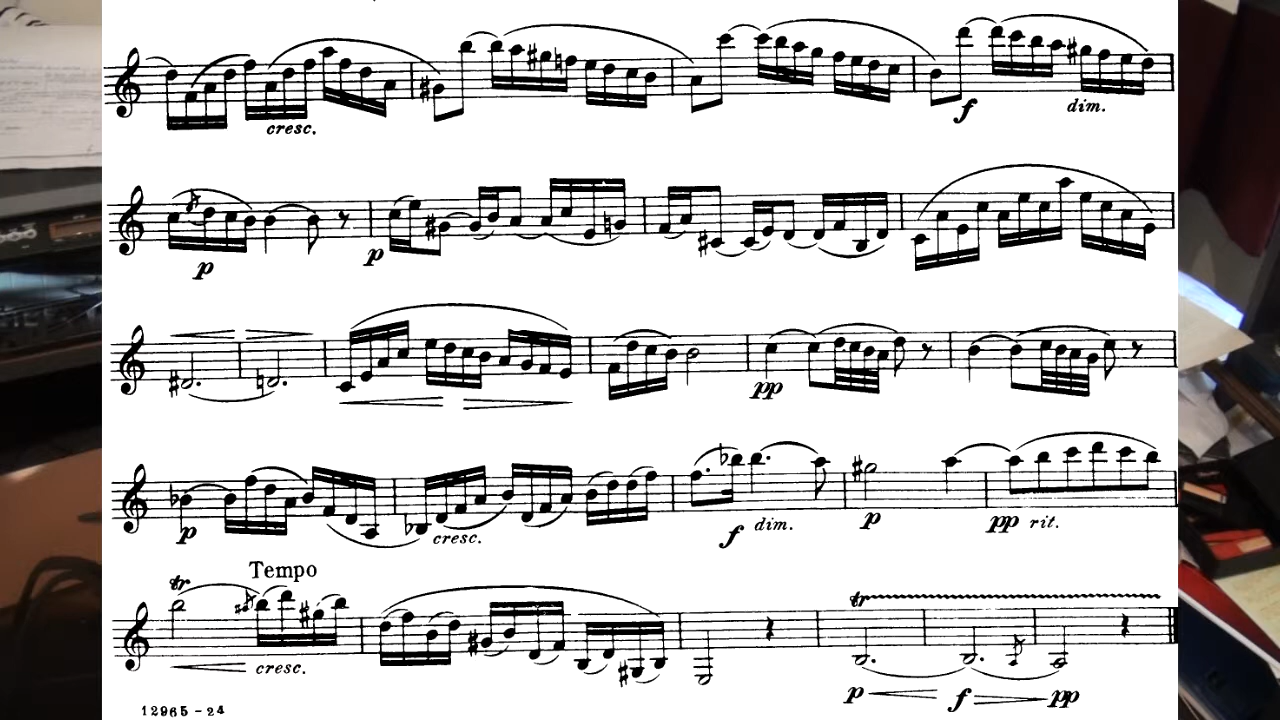 cresc.
f dim.
p p
pp
p cresc. f dim. p pp rit.
tr Tempo tr
cresc.
p f pp
12965-24